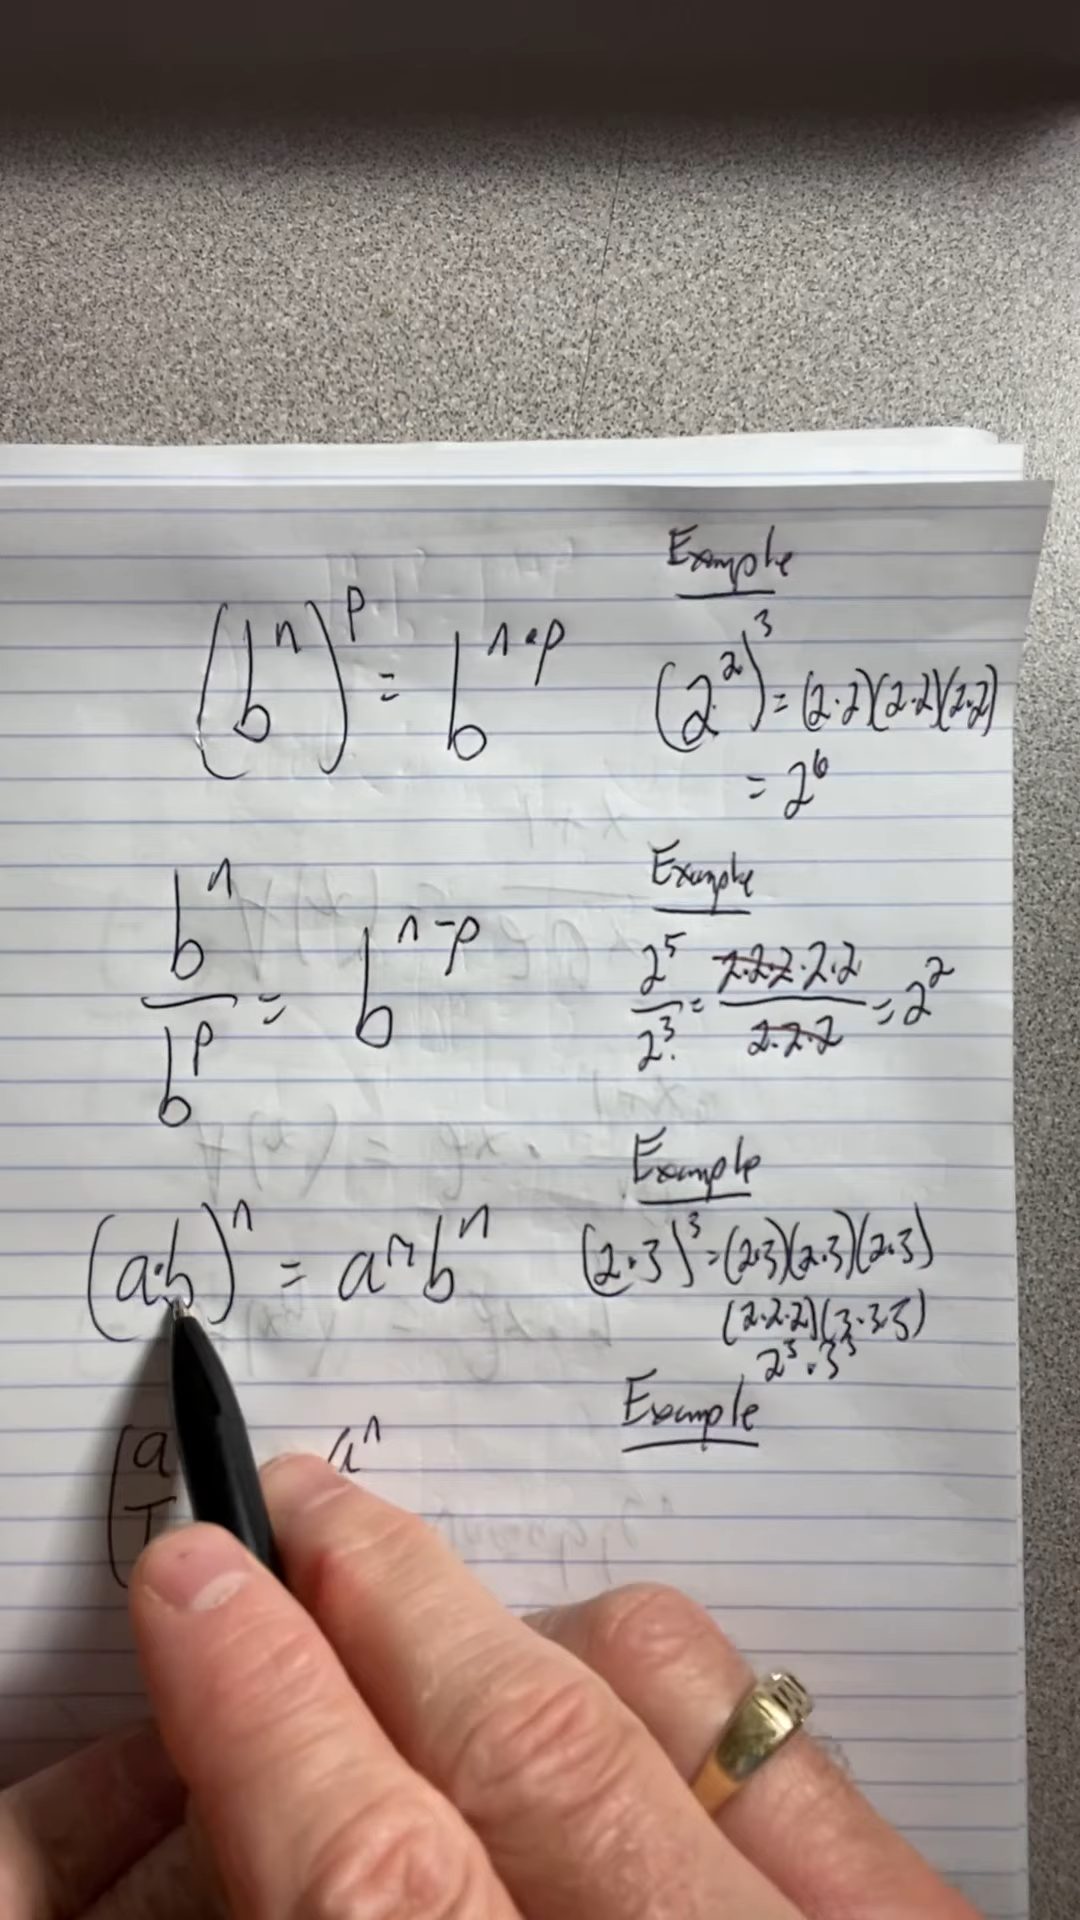 Example
(b^n)^p = b^{n•p}
(2^2)^3 = (2·2)(2·2)(2·2)
= 2^6
Example
b^n/b^p = b^{n-p}
2^5/2^3 = 2·2·2·2·2/2·2·2 = 2^2
Example
(a·b)^n = a^n b^n
(2·3)^3 = (2·3)(2·3)(2·3)
(2·2·2)(3·3·3)
2^3 · 3^3
Example
(a
a^n